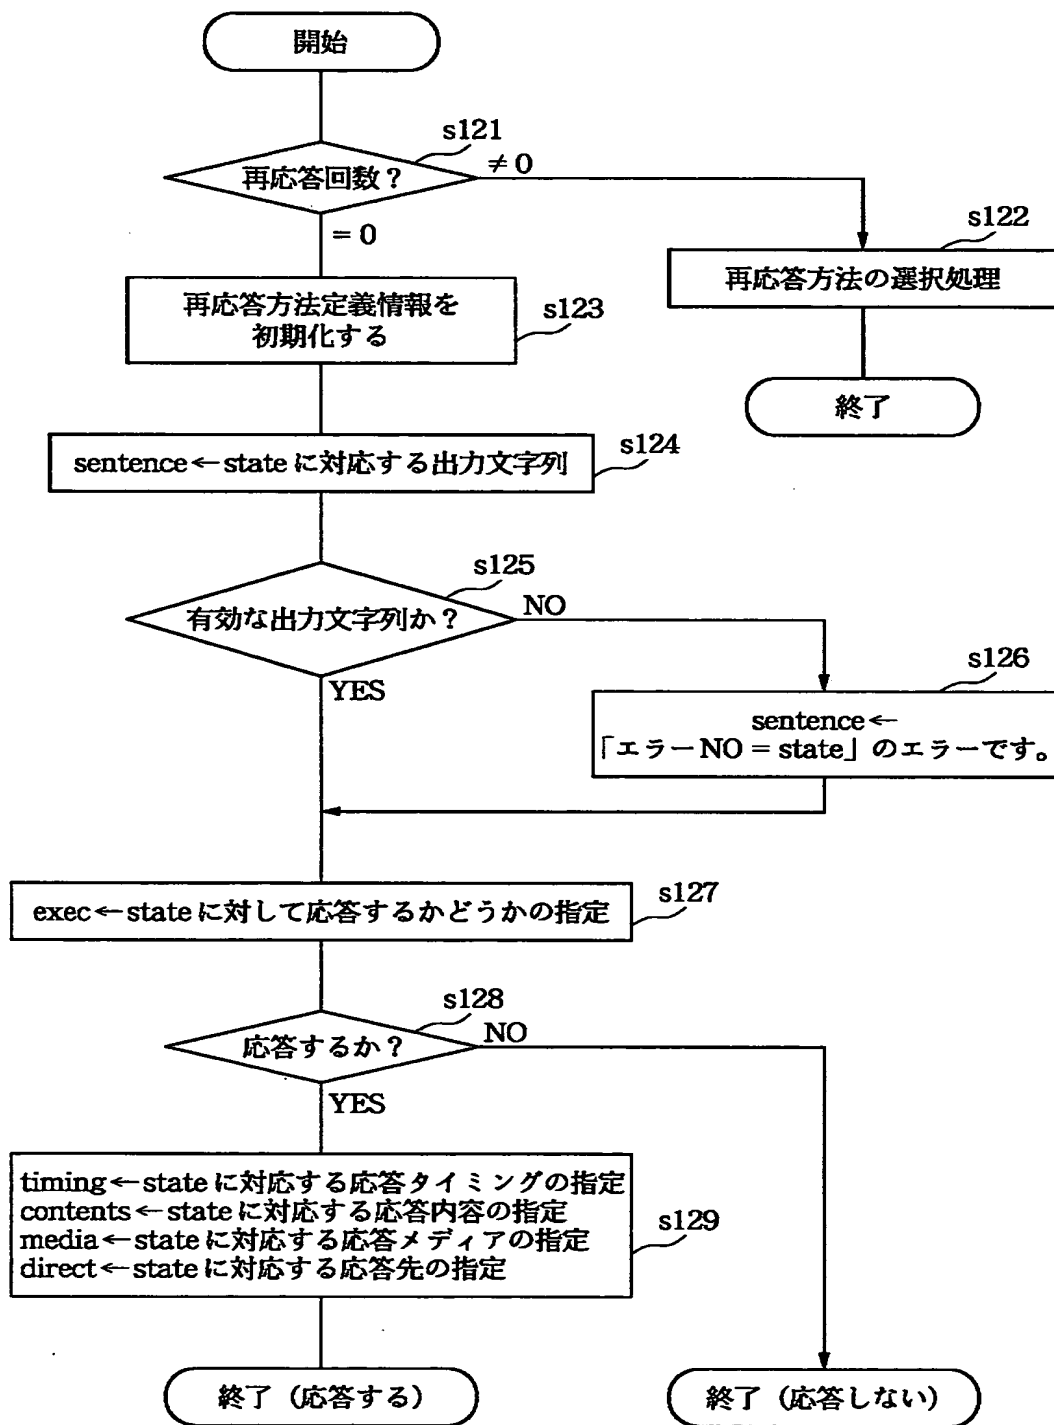 開始
s121
再応答回数？
≠0
=0
s122
再応答方法の選択処理
再応答方法定義情報を
初期化する
s123
終了
s124
sentence←stateに対応する出力文字列
s125
有効な出力文字列か？
NO
YES
s126
sentence←
「エラーNO = state」のエラーです。
exec←stateに対して応答するかどうかの指定
s127
s128
応答するか？
NO
YES
timing←stateに対応する応答タイミングの指定
contents←stateに対応する応答内容の指定
media←stateに対応する応答メディアの指定
direct←stateに対応する応答先の指定
s129
終了（応答する）
終了（応答しない）